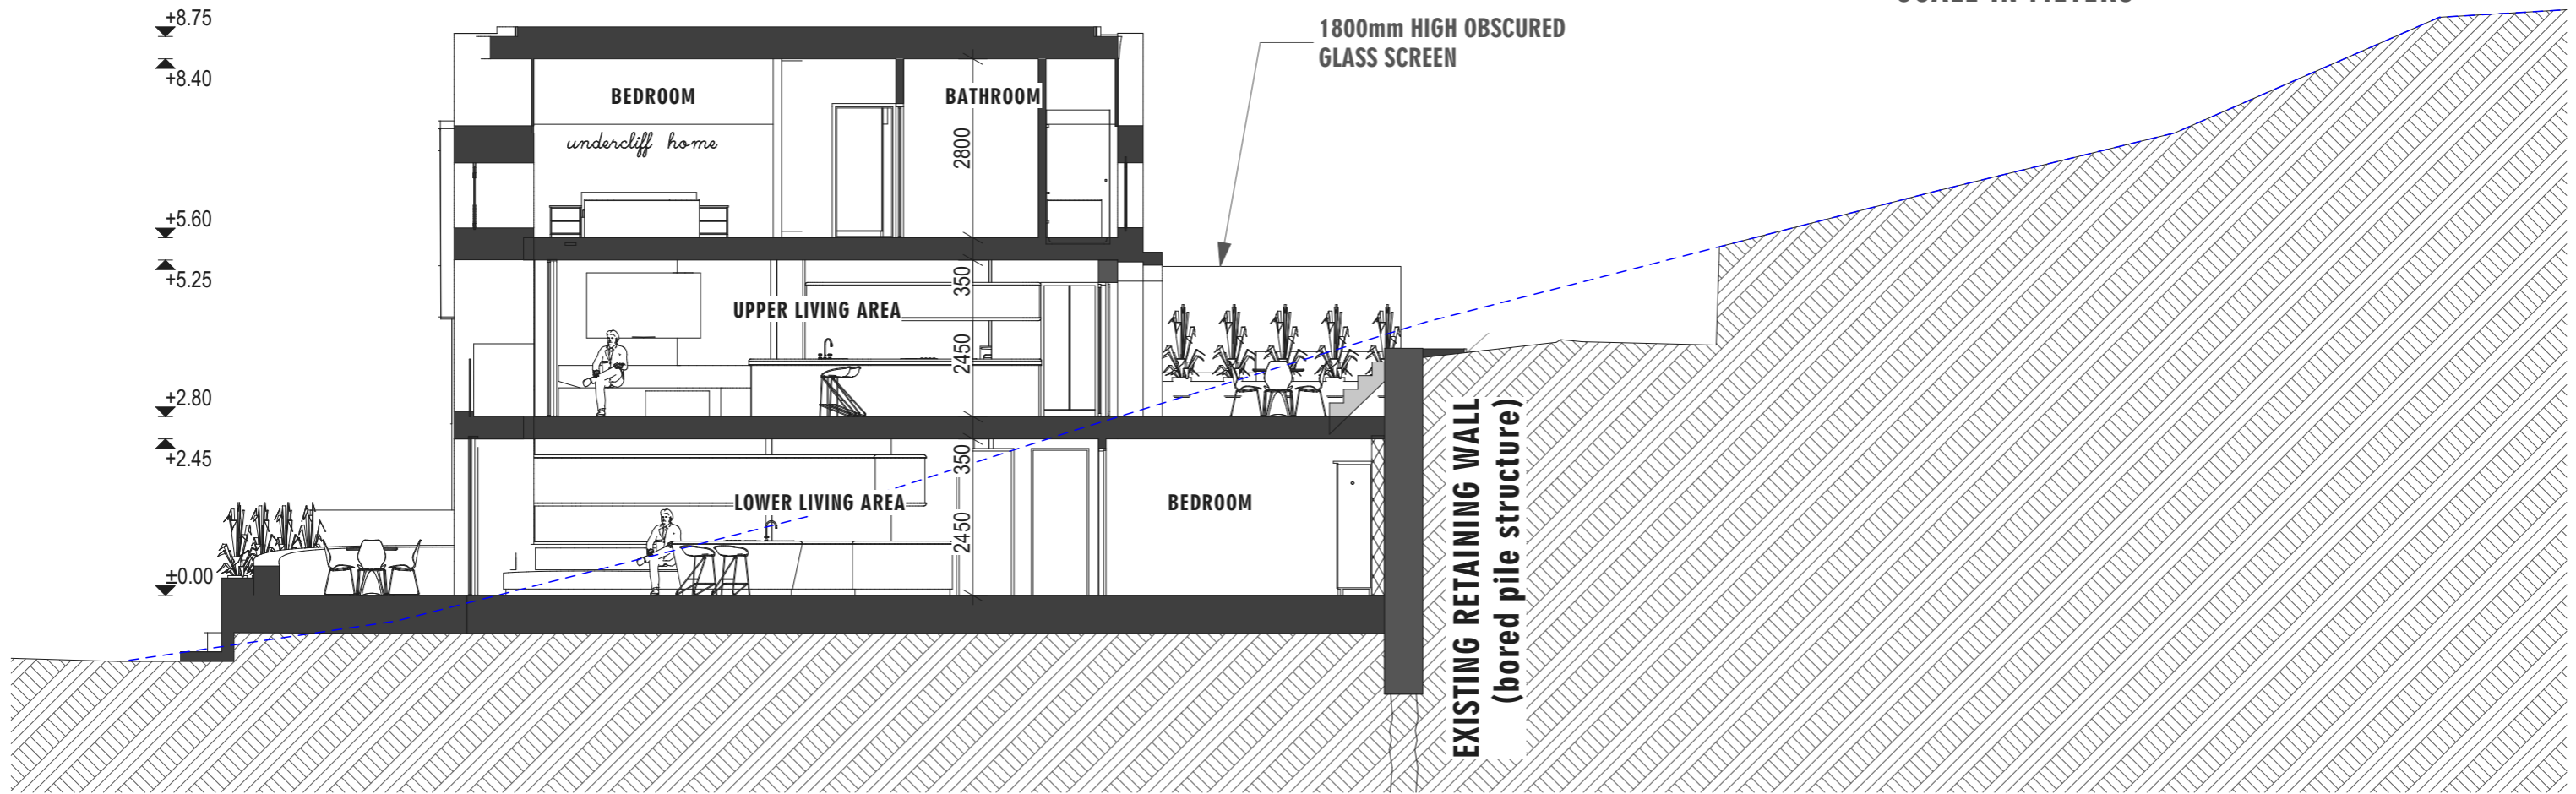 +8.75
+8.40
+5.60
+5.25
+2.80
+2.45
±0.00
1800mm HIGH OBSCURED
GLASS SCREEN
BEDROOM
BATHROOM
undercliff home
2800
350
UPPER LIVING AREA
2450
350
LOWER LIVING AREA
BEDROOM
2450
EXISTING RETAINING WALL
(bored pile structure)